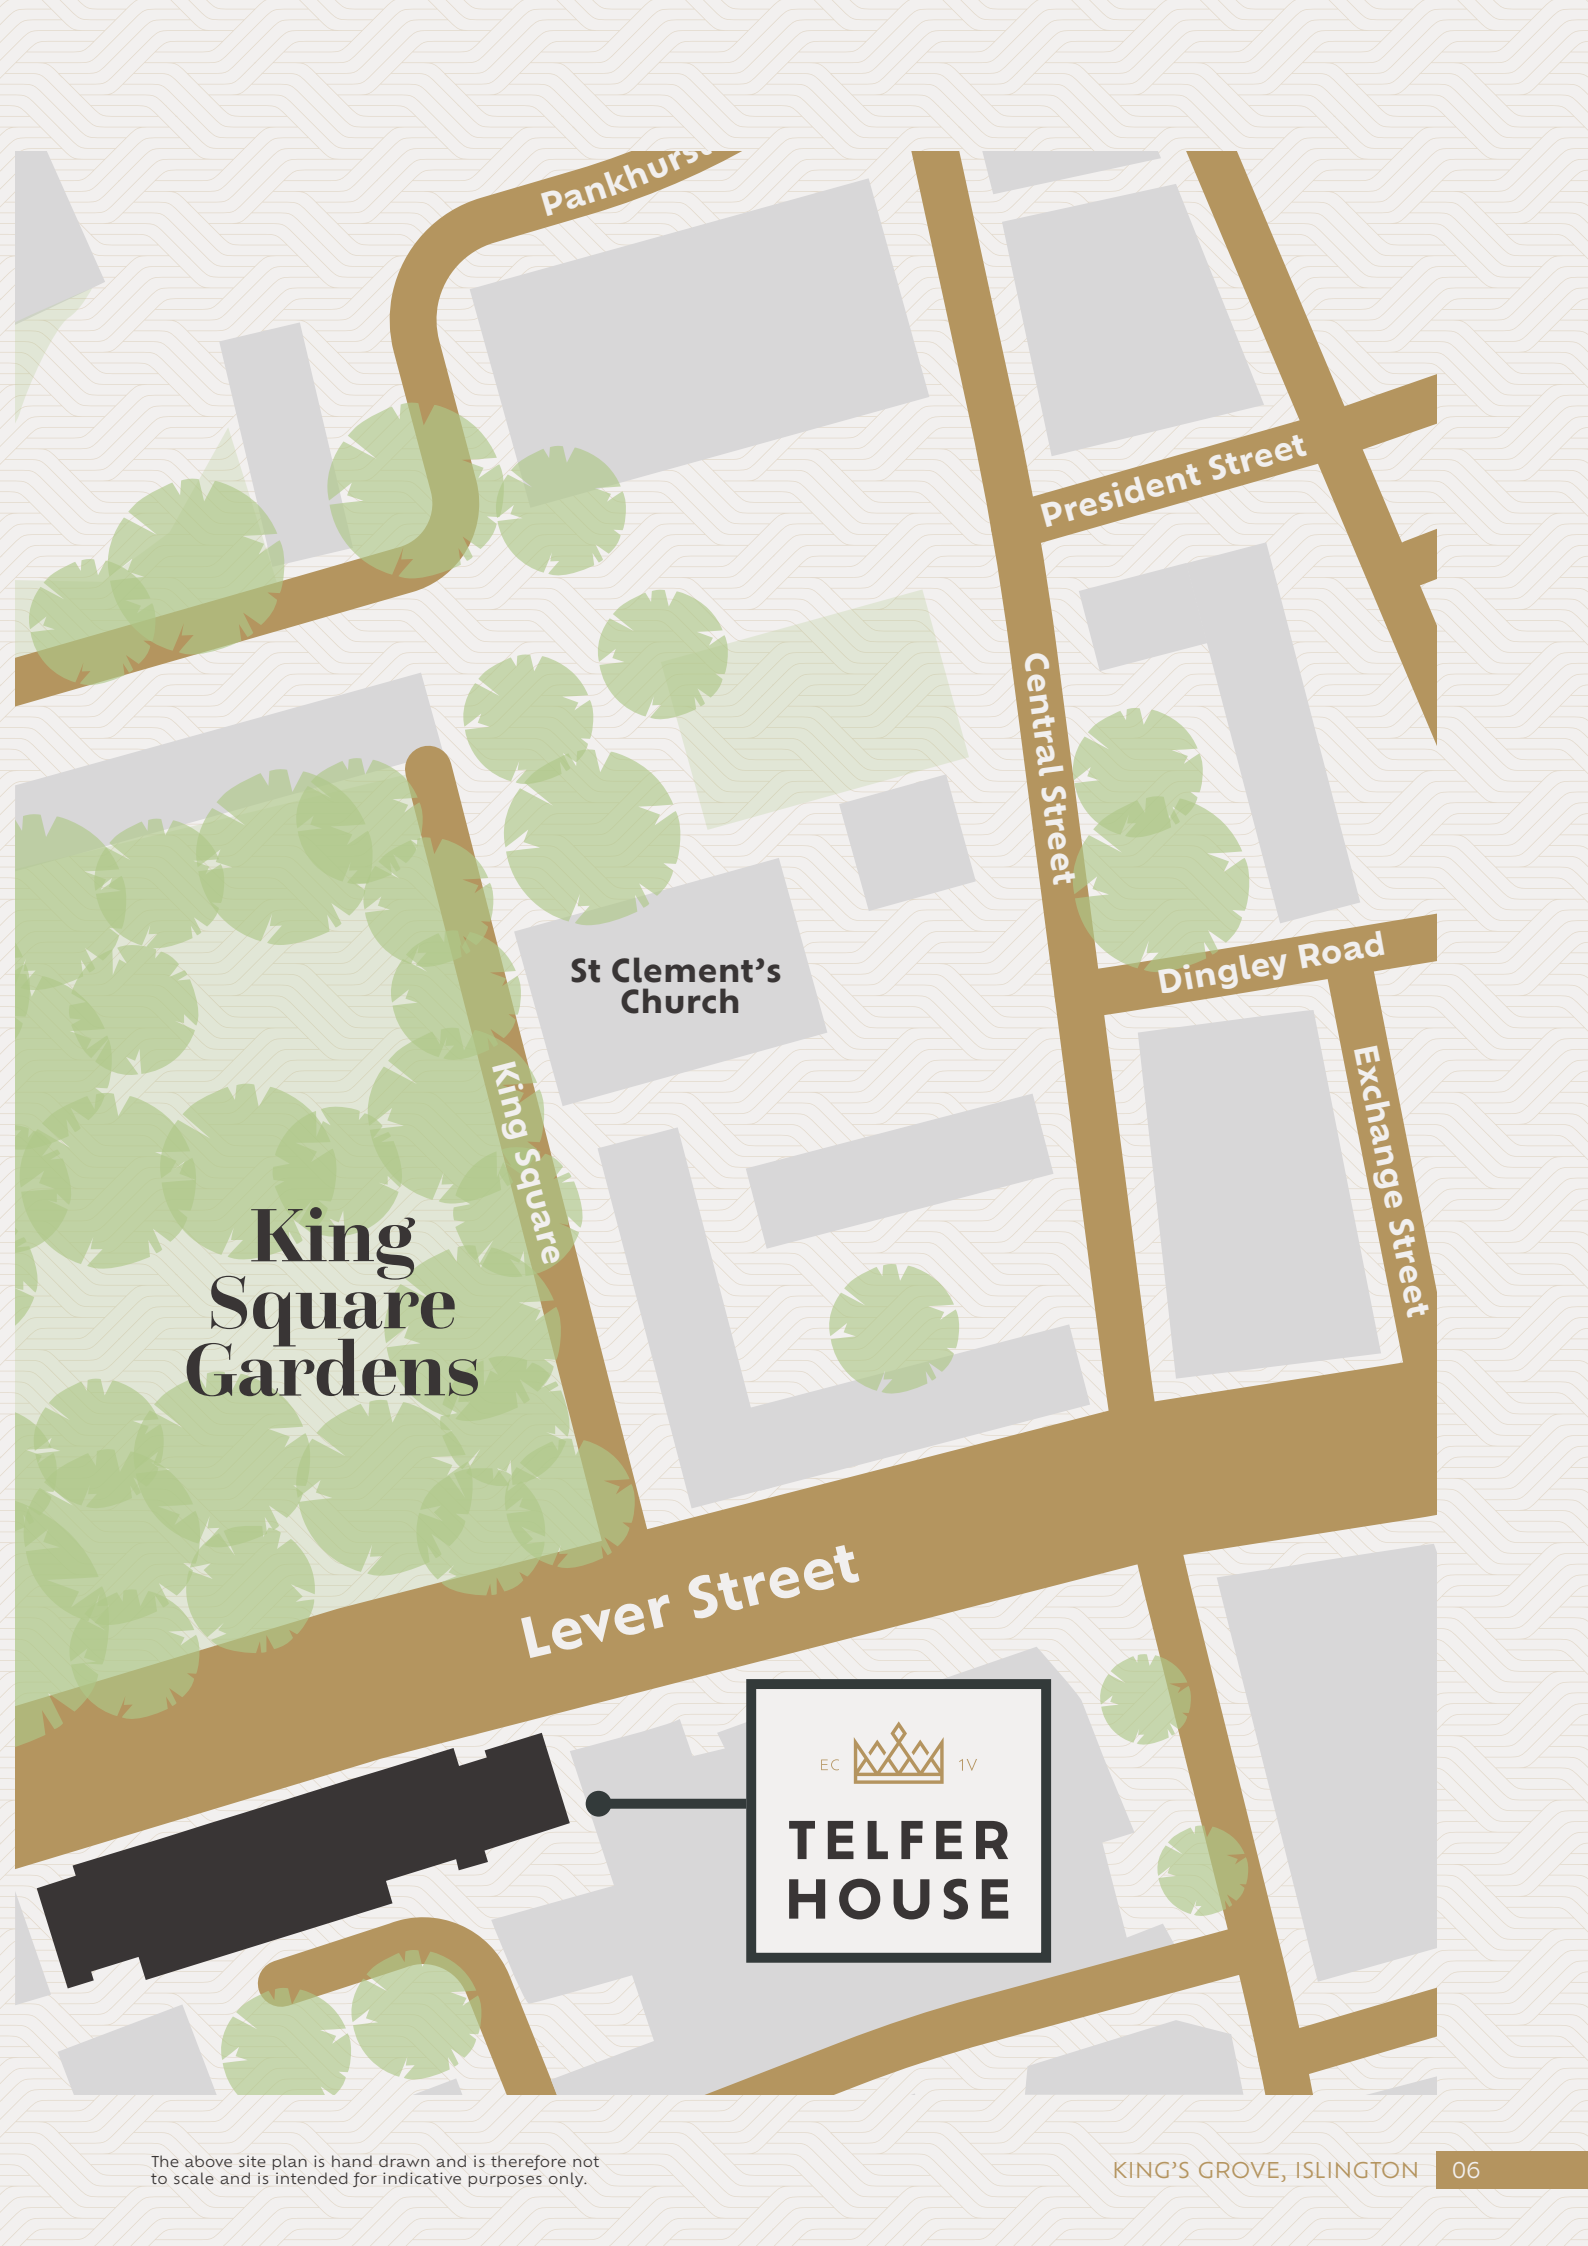 Pankhurst
President Street
Central Street
Dingley Road
St Clement’s
Church
Exchange Street
King Square
King
Square
Gardens
Lever Street
EC 1V
TELFER
HOUSE
The above site plan is hand drawn and is therefore not
to scale and is intended for indicative purposes only.
KING’S GROVE, ISLINGTON 06